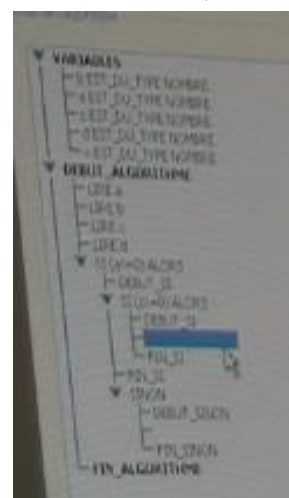 VARIABLES
EST_DU_TYPE NOMBRE
EST_DU_TYPE NOMBRE
EST_DU_TYPE NOMBRE
EST_DU_TYPE NOMBRE
EST_DU_TYPE NOMBRE
DEBUT_ALGORITHME
LIRE a
LIRE b
LIRE c
LIRE d
SI ALORS
DEBUT_SI
SI ALORS
DEBUT_SI
FIN_SI
FIN_SI
SINON
DEBUT_SINON
FIN_SINON
FIN_ALGORITHME